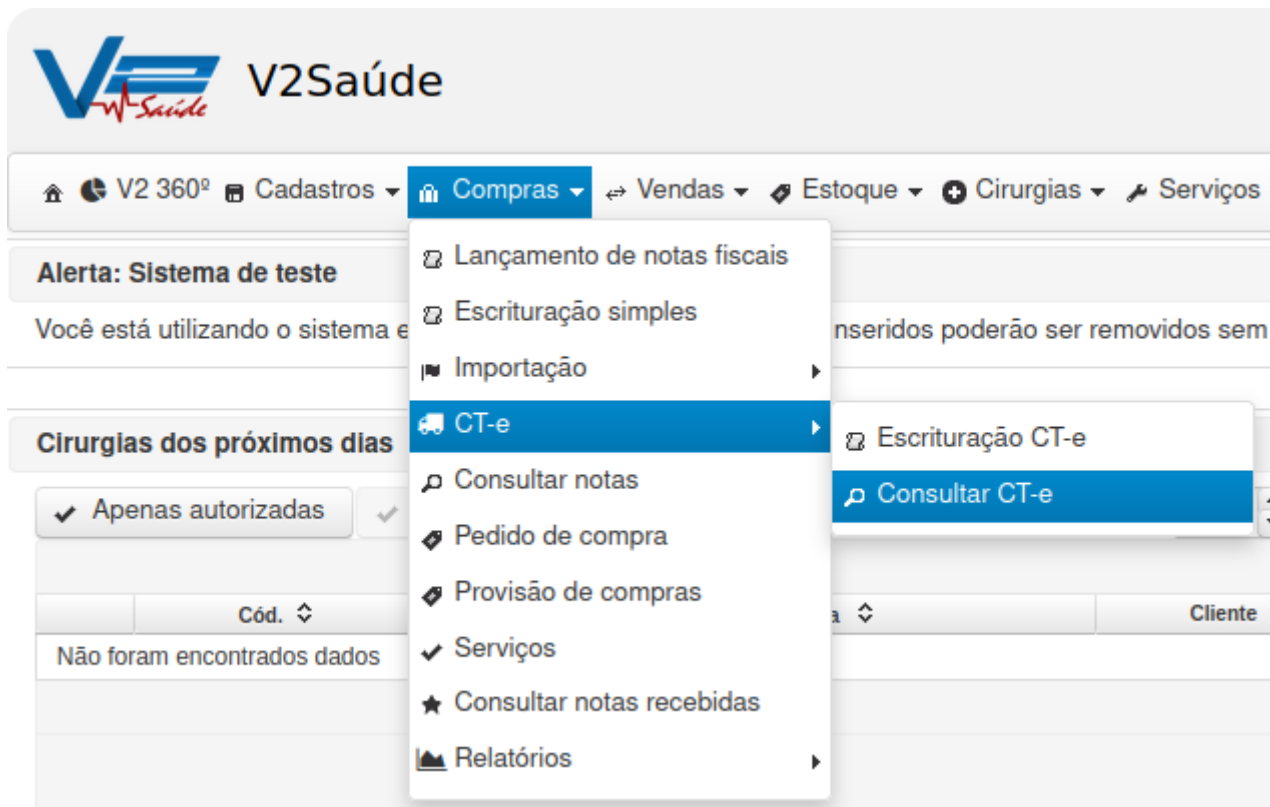 V2 Saúde
V2Saúde
V2 360º Cadastros Compras Vendas Estoque Cirurgias Serviços
Lançamento de notas fiscais
Alerta: Sistema de teste
Escrituração simples
Você está utilizando o sistema e nseridos poderão ser removidos sem
Importação
CT-e
Escrituração CT-e
Cirurgias dos próximos dias
Consultar notas
Consultar CT-e
Apenas autorizadas
Pedido de compra
Provisão de compras
Cód. a Cliente
Serviços
Não foram encontrados dados
Consultar notas recebidas
Relatórios